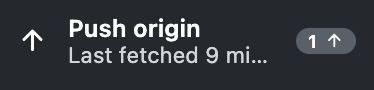 Push origin
Last fetched 9 mi...
1